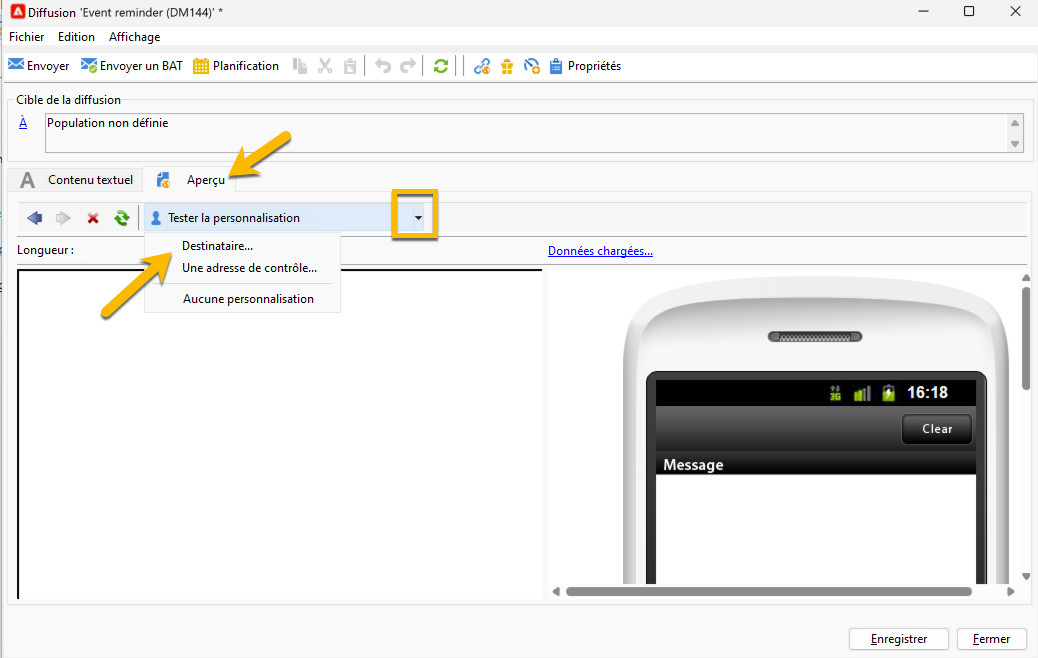 Diffusion 'Event reminder (DM144)' *
Fichier Edition Affichage
Envoyer Envoyer un BAT Planification Propriétés
Cible de la diffusion
À Population non définie
A Contenu textuel Aperçu
Tester la personnalisation
Longueur : Destinataire... Données chargées...
Une adresse de contrôle...
Aucune personnalisation
3G 16:18
Clear
Message
Enregistrer Fermer